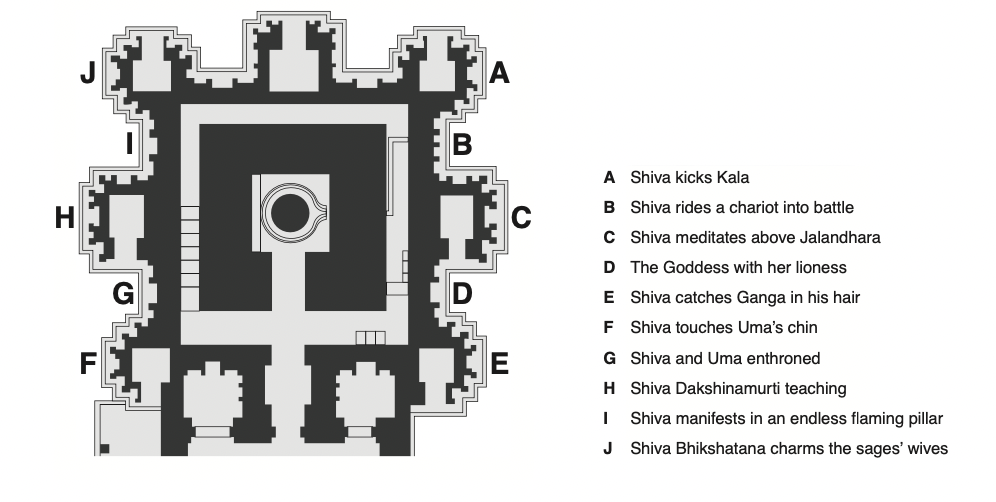 J
A
I
B
H
C
G
D
F
E
A Shiva kicks Kala
B Shiva rides a chariot into battle
C Shiva meditates above Jalandhara
D The Goddess with her lioness
E Shiva catches Ganga in his hair
F Shiva touches Uma’s chin
G Shiva and Uma enthroned
H Shiva Dakshinamurti teaching
I Shiva manifests in an endless flaming pillar
J Shiva Bhikshatana charms the sages’ wives